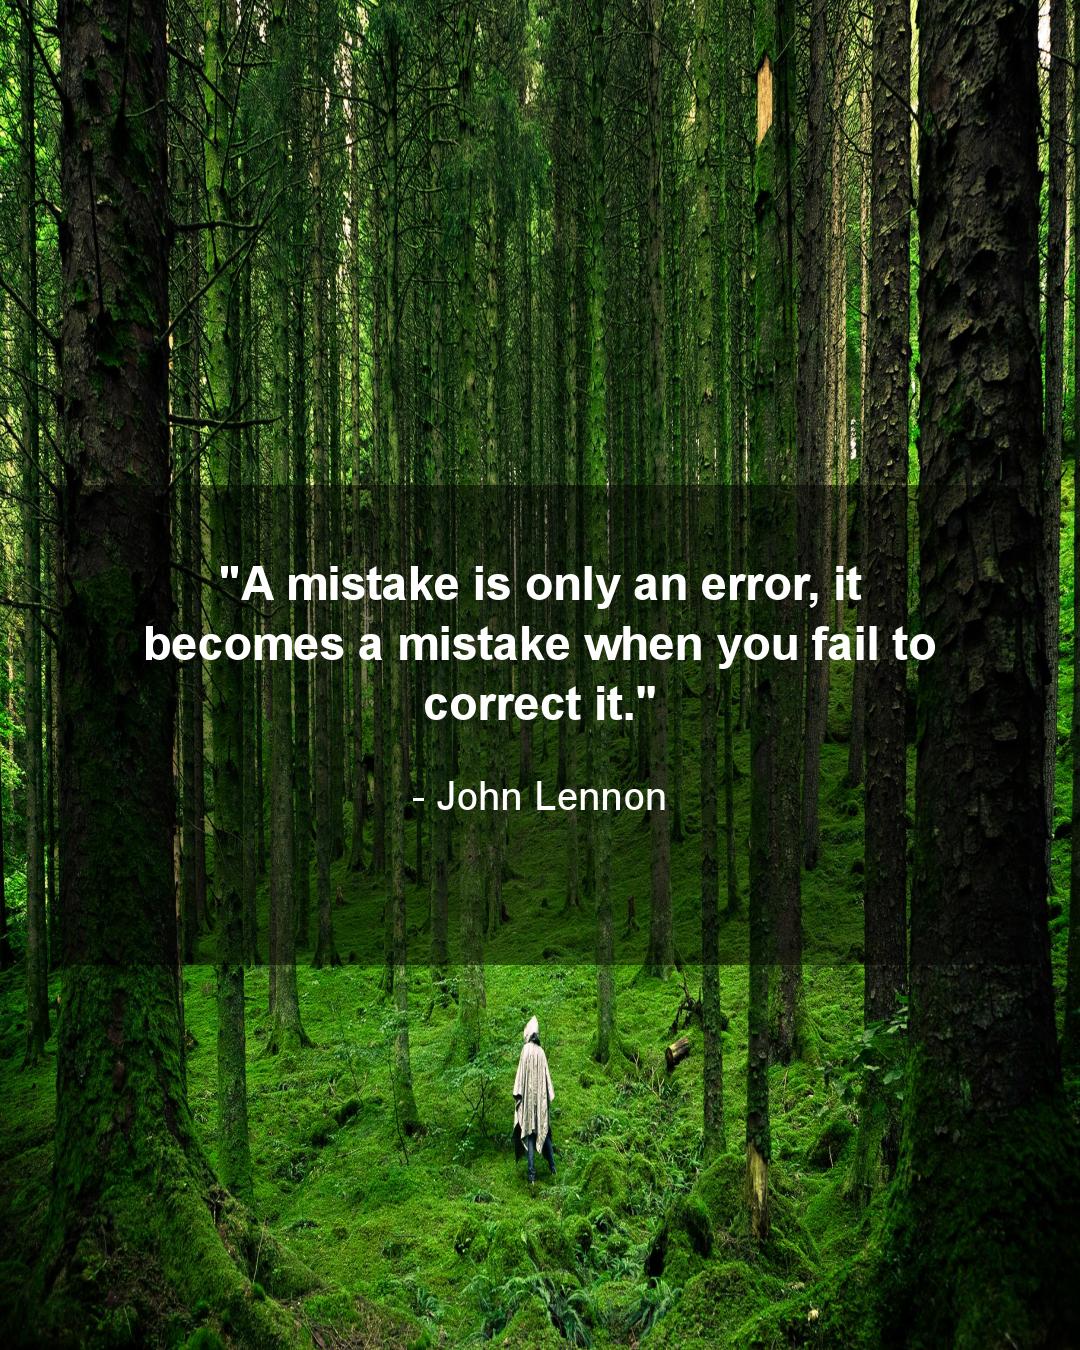 "A mistake is only an error, it
becomes a mistake when you fail to
correct it."
- John Lennon